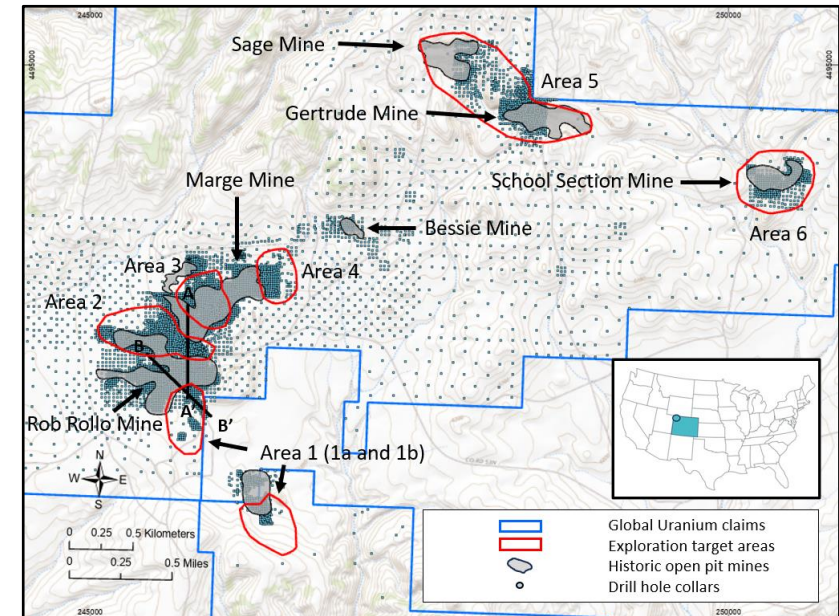 245000
250000
4495000
4495000
Sage Mine
Area 5
Gertrude Mine
Marge Mine
School Section Mine
Bessie Mine
Area 6
Area 3
Area 4
A
Area 2
B
Rob Rollo Mine
A'
B'
Area 1 (1a and 1b)
N
W E
S
0 0.25 0.5 Kilometers
0 0.25 0.5 Miles
Global Uranium claims
Exploration target areas
Historic open pit mines
Drill hole collars
245000
250000